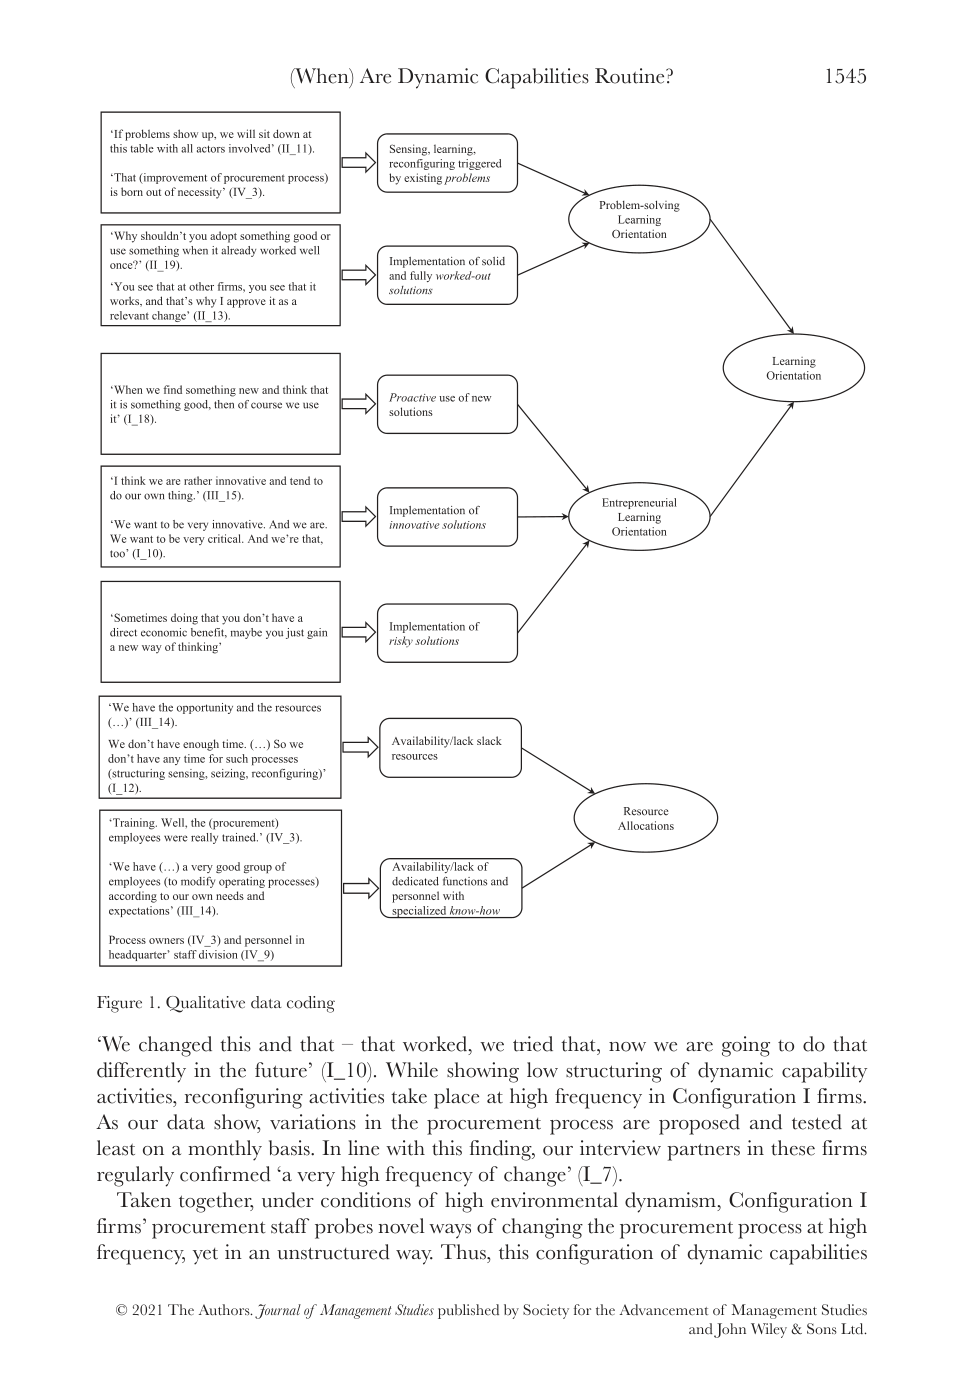 (When) Are Dynamic Capabilities Routine? 1545
‘If problems show up, we will sit down at
this table with all actors involved’ (II_11).
‘That (improvement of procurement process)
is born out of necessity’ (IV_3).
Sensing, learning,
reconfiguring triggered
by existing problems
Problem-solving
Learning
Orientation
‘Why shouldn’t you adopt something good or
use something when it already worked well
once?’ (II_19).
‘You see that at other firms, you see that it
works, and that’s why I approve it as a
relevant change’ (II_13).
Implementation of solid
and fully worked-out
solutions
Learning
Orientation
‘When we find something new and think that
it is something good, then of course we use
it’ (I_18).
Proactive use of new
solutions
‘I think we are rather innovative and tend to
do our own thing.’ (III_15).
‘We want to be very innovative. And we are.
We want to be very critical. And we’re that,
too’ (I_10).
Implementation of
innovative solutions
Entrepreneurial
Learning
Orientation
‘Sometimes doing that you don’t have a
direct economic benefit, maybe you just gain
a new way of thinking’
Implementation of
risky solutions
‘We have the opportunity and the resources
(…)’ (III_14).
We don’t have enough time. (…) So we
don’t have any time for such processes
(structuring sensing, seizing, reconfiguring)’
(I_12).
Availability/lack slack
resources
Resource
Allocations
‘Training. Well, the (procurement)
employees were really trained.’ (IV_3).
‘We have (…) a very good group of
employees (to modify operating processes)
according to our own needs and
expectations’ (III_14).
Process owners (IV_3) and personnel in
headquarter’ staff division (IV_9)
Availability/lack of
dedicated functions and
personnel with
specialized know-how
Figure 1. Qualitative data coding
‘We changed this and that – that worked, we tried that, now we are going to do that
differently in the future’ (I_10). While showing low structuring of dynamic capability
activities, reconfiguring activities take place at high frequency in Configuration I firms.
As our data show, variations in the procurement process are proposed and tested at
least on a monthly basis. In line with this finding, our interview partners in these firms
regularly confirmed ‘a very high frequency of change’ (I_7).
Taken together, under conditions of high environmental dynamism, Configuration I
firms’ procurement staff probes novel ways of changing the procurement process at high
frequency, yet in an unstructured way. Thus, this configuration of dynamic capabilities
© 2021 The Authors. Journal of Management Studies published by Society for the Advancement of Management Studies
and John Wiley & Sons Ltd.